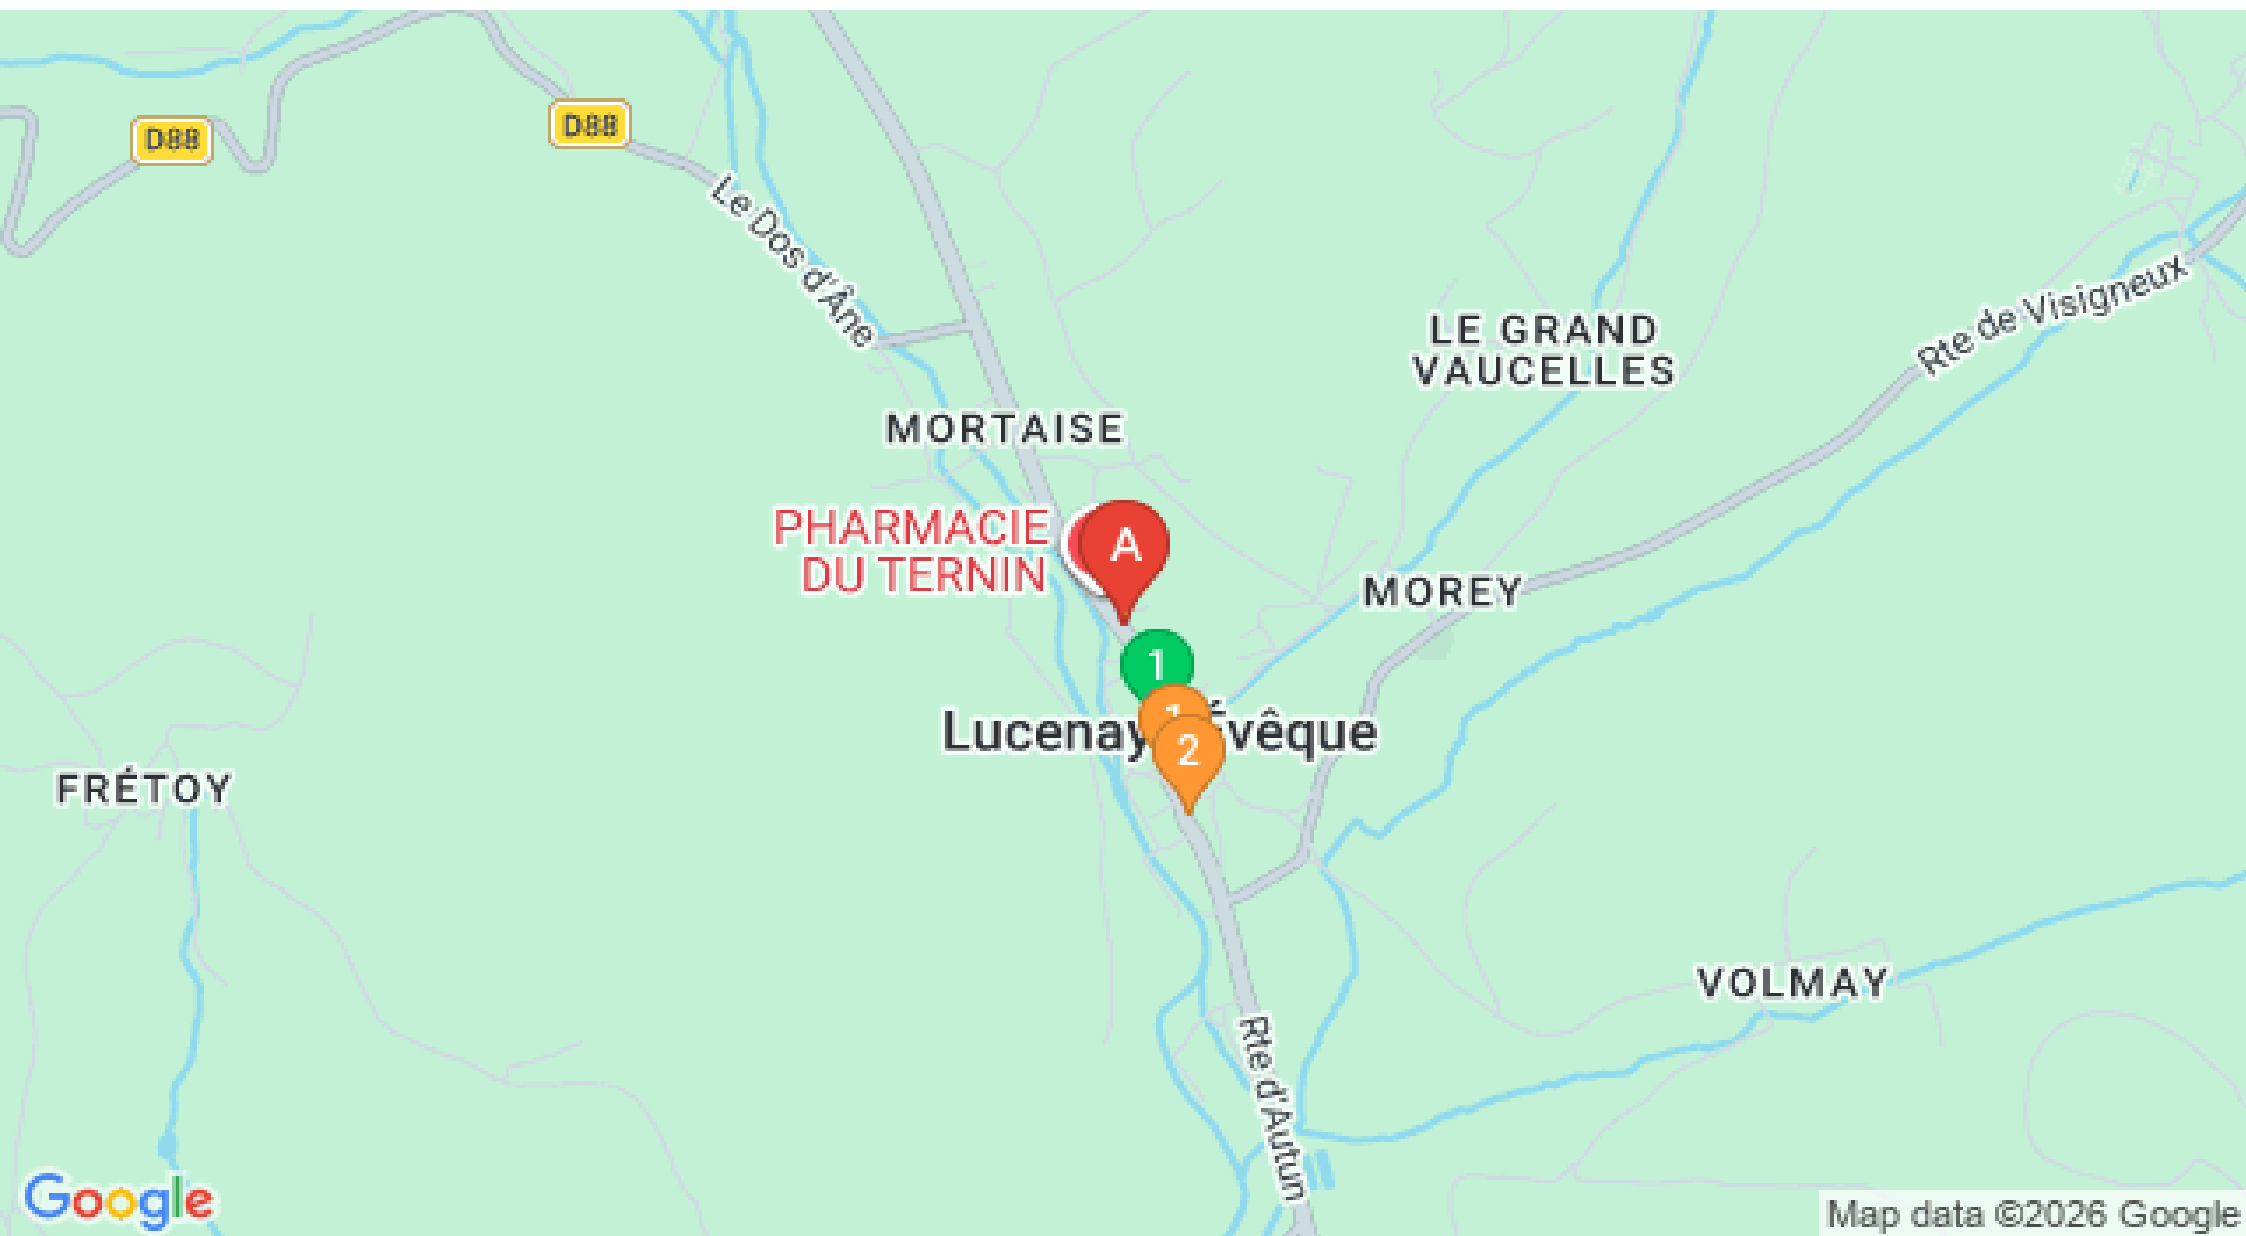 D88
D88
Le Dos d'Âne
LE GRAND
VAUCELLES
Rte de Visigneux
MORTAISE
PHARMACIE
DU TERNIN
A
MOREY
1
1
Lucenay Évêque
2
FRÉTOY
VOLMAY
Rte d'Autun
Google
Map data ©2026 Google